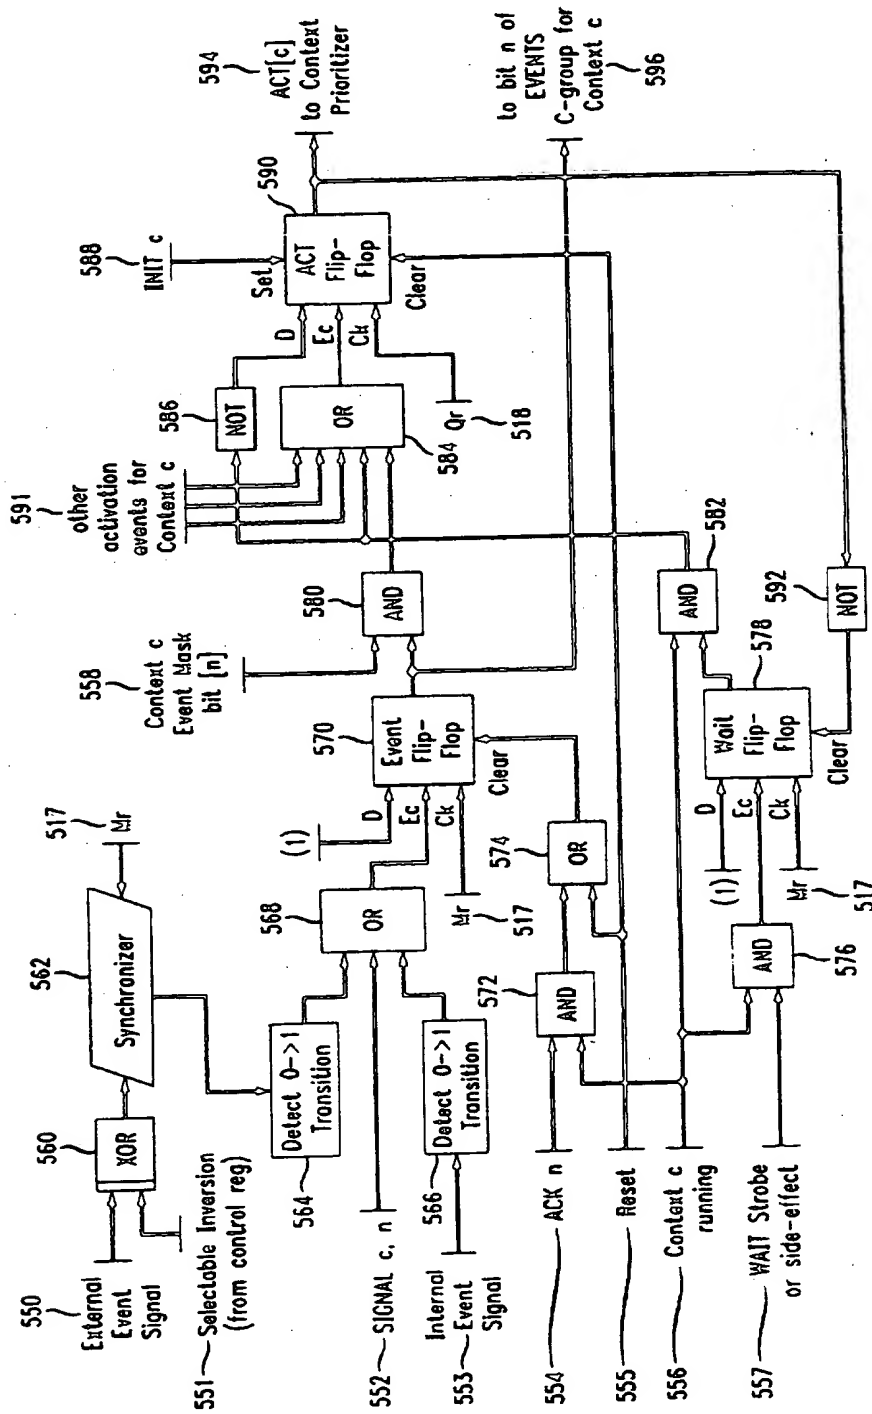 550
External
Event
Signal
551 Selectable Inversion
(from control reg)
560
XOR
562
Synchronizer
517
Mr
552
SIGNAL c, n
553
Internal
Event
Signal
564
Detect 0->1
Transition
566
Detect 0->1
Transition
568
OR
(1)
D
Ec
Ck
Mr
517
570
Event
Flip-
Flop
Clear
558
Context c
Event Mask
bit [n]
580
AND
591
other
activation
events for
Context c
586
NOT
OR
584
588
INIT c
Set
D
Ec
Ck
Qr
518
ACT
Flip-
Flop
590
Clear
594
ACT[c]
to Context
Prioritizer
to bit n of
EVENTS
C-group for
Context c
596
554
ACK n
555
Reset
556
Context c
running
557
WAIT Strobe
or side-effect
572
AND
574
OR
AND
576
(1)
D
Ec
Ck
Mr
517
Wait
Flip-
Flop
578
Clear
AND
582
NOT
592